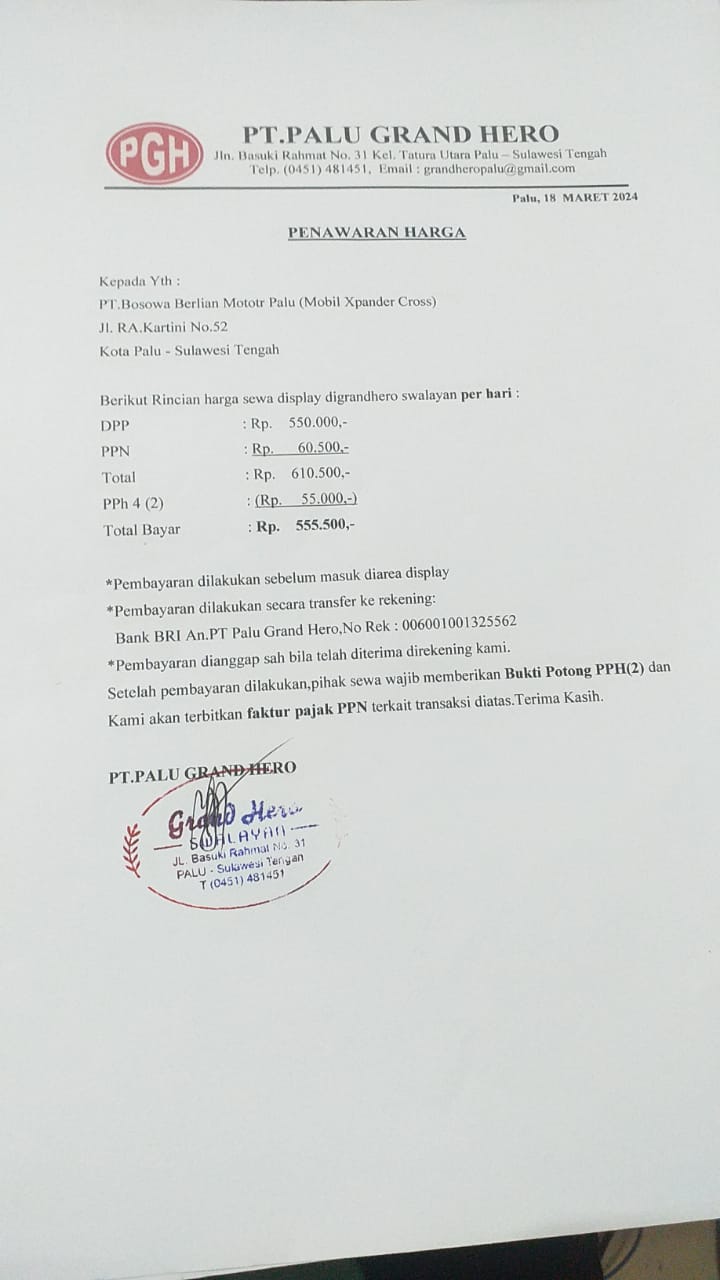 PGH
PT.PALU GRAND HERO
Jln. Basuki Rahmat No. 31 Kel. Tatura Utara Palu – Sulawesi Tengah
Telp. (0451) 481451, Email : grandheropalu@gmail.com
Palu, 18 MARET 2024
PENAWARAN HARGA
Kepada Yth :
PT.Bosowa Berlian Mototr Palu (Mobil Xpander Cross)
Jl. RA.Kartini No.52
Kota Palu - Sulawesi Tengah
Berikut Rincian harga sewa display digrandhero swalayan per hari :
DPP : Rp. 550.000,-
PPN : Rp. 60.500,-
Total : Rp. 610.500,-
PPh 4 (2) : (Rp. 55.000,-)
Total Bayar : Rp. 555.500,-
*Pembayaran dilakukan sebelum masuk diarea display
*Pembayaran dilakukan secara transfer ke rekening:
Bank BRI An.PT Palu Grand Hero,No Rek : 006001001325562
*Pembayaran dianggap sah bila telah diterima direkening kami.
Setelah pembayaran dilakukan,pihak sewa wajib memberikan Bukti Potong PPH(2) dan
Kami akan terbitkan faktur pajak PPN terkait transaksi diatas.Terima Kasih.
PT.PALU GRAND HERO
Grand Hero
SWALAYAN
JL. Basuki Rahmat No. 31
PALU - Sulawesi Tengah
T (0451) 481451